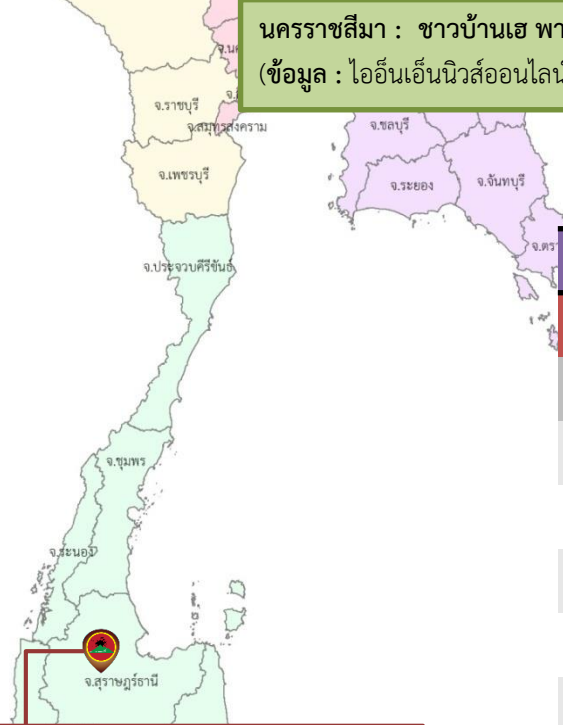 นครราชสีมา : ชาวบ้านเฮ
(ข้อมูล : ไอเอ็นเอ็นนิวส์ออนไลน์
จ.ราชบุรี
จ.สมุทรสงคราม
จ.ชลบุรี
จ.เพชรบุรี
จ.ระยอง
จ.จันทบุรี
จ.ประจวบคีรีขันธ์
จ.ชุมพร
จ.ระนอง
จ.สุราษฎร์ธานี